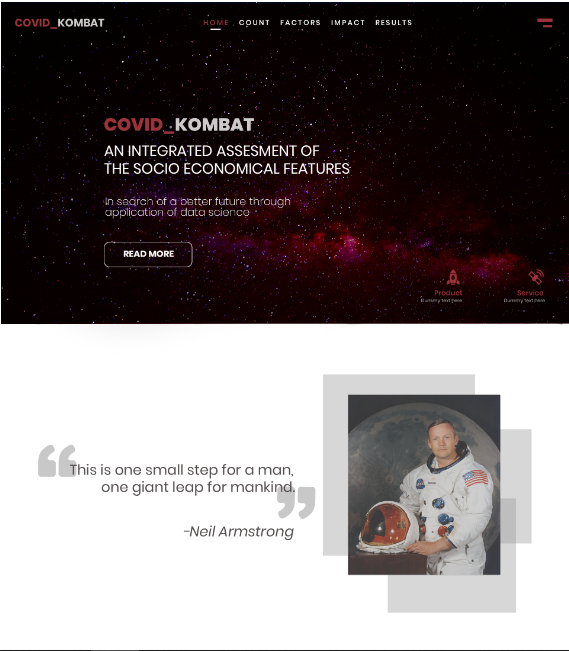 COVID_KOMBAT
HOME COUNT FACTORS IMPACT RESULTS
COVID_KOMBAT
AN INTEGRATED ASSESMENT OF
THE SOCIO ECONOMICAL FEATURES
In search of a better future through
application of data science
READ MORE
Product Service
Dummy text here Dummy text here
“This is one small step for a man,
one giant leap for mankind.”
-Neil Armstrong